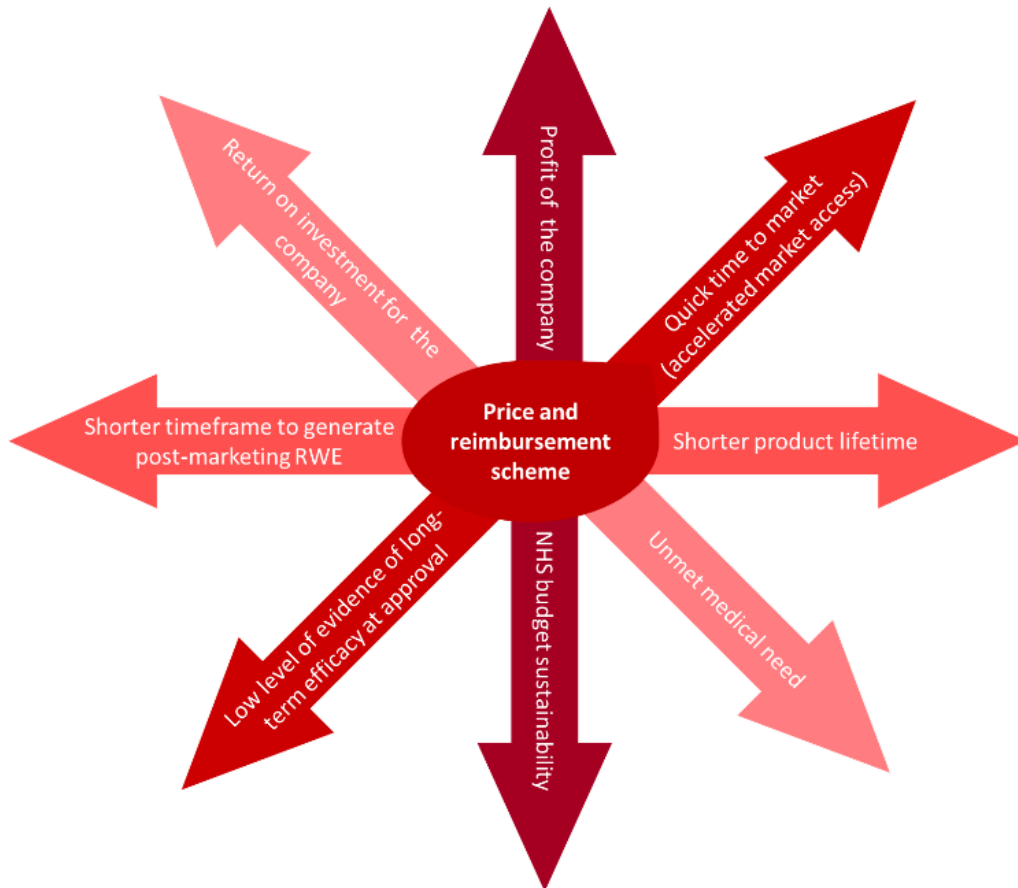 Profit of the company
Quick time to market
(accelerated market access)
Return on investment for the
company
Shorter timeframe to generate
post-marketing RWE
Price and
reimbursement
scheme
Shorter product lifetime
Low level of evidence of long-
term efficacy at approval
NHS budget sustainability
Unmet medical need